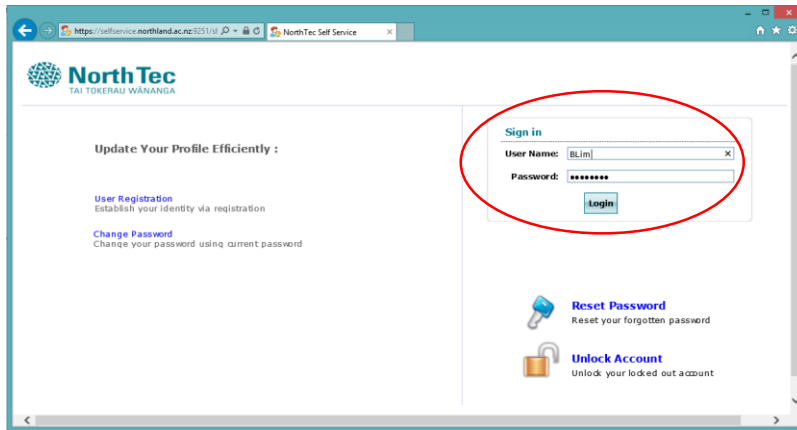 https://selfservice.northland.ac.nz:9251/sl
NorthTec Self Service
NorthTec
TAI TOKERAU WĀNANGA
Update Your Profile Efficiently :
User Registration
Establish your identity via registration
Change Password
Change your password using current password
Sign in
User Name: BLim
Password: ••••••••
Login
Reset Password
Reset your forgotten password
Unlock Account
Unlock your locked out account